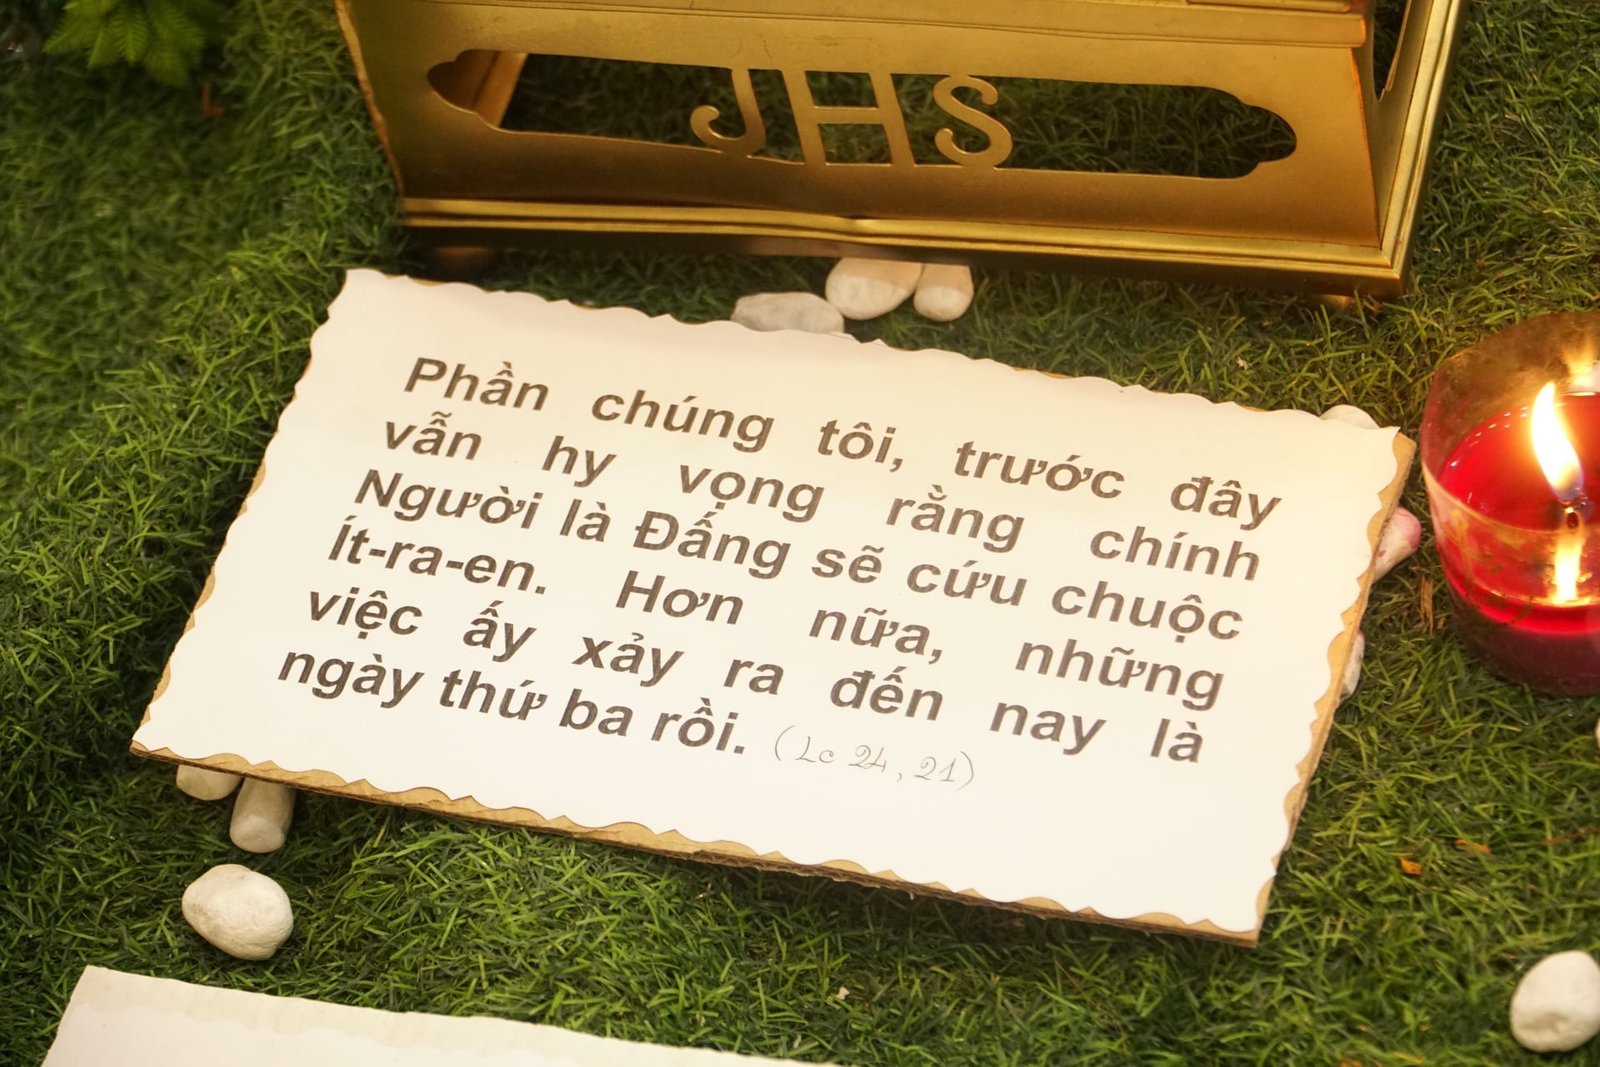 JHS
Phần chúng tôi, trước đây
vẫn hy vọng rằng chính
Người là Đấng sẽ cứu chuộc
Ít-ra-en. Hơn nữa, những
việc ấy xảy ra đến nay là
ngày thứ ba rồi. (Lc 24, 21)